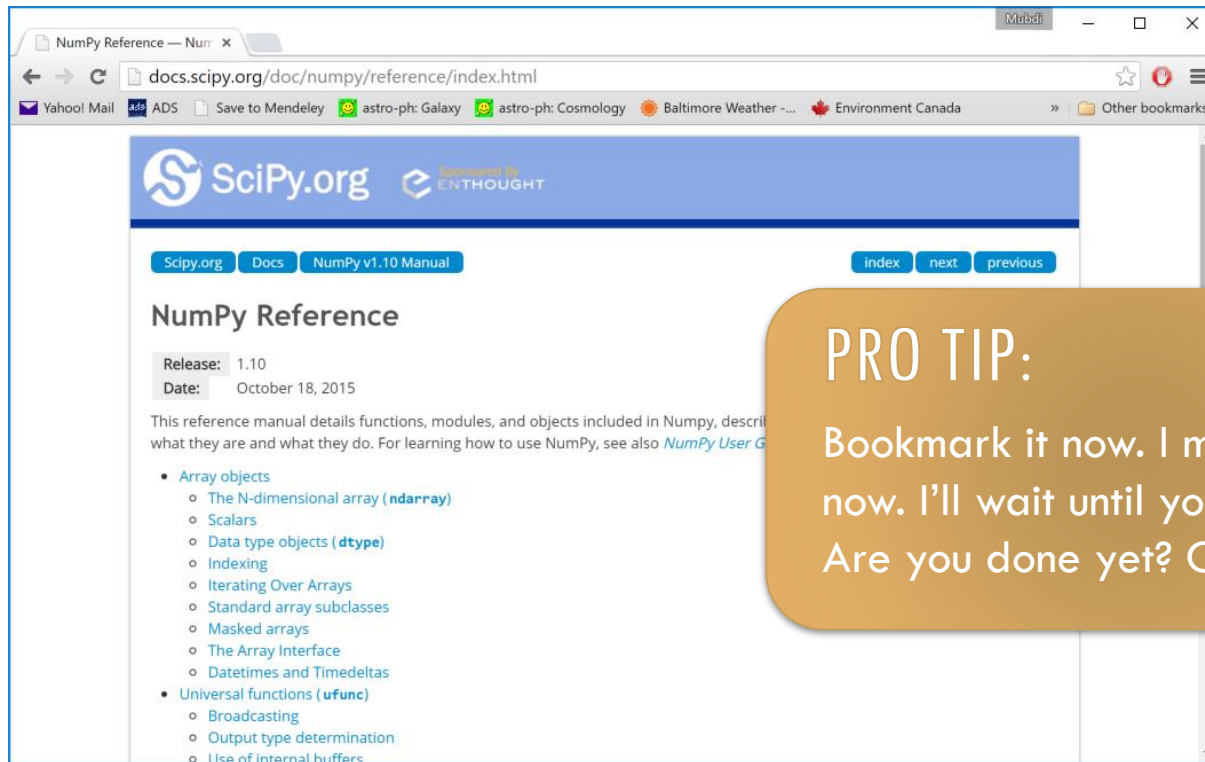 Mubdi
NumPy Reference — Num
docs.scipy.org/doc/numpy/reference/index.html
Yahoo! Mail ADS Save to Mendeley astro-ph: Galaxy astro-ph: Cosmology Baltimore Weather -... Environment Canada » Other bookmarks
SciPy.org Sponsored By
ENTHOUGHT
Scipy.org Docs NumPy v1.10 Manual index next previous
NumPy Reference
Release: 1.10
Date: October 18, 2015
This reference manual details functions, modules, and objects included in Numpy,
what they are and what they do. For learning how to use NumPy, see also NumPy User
Array objects
The N-dimensional array (ndarray)
Scalars
Data type objects (dtype)
Indexing
Iterating Over Arrays
Standard array subclasses
Masked arrays
The Array Interface
Datetimes and Timedeltas
Universal functions (ufunc)
Broadcasting
Output type determination
Use of internal buffers
PRO TIP:
Bookmark it now. I
now. I'll wait until
Are you done yet?